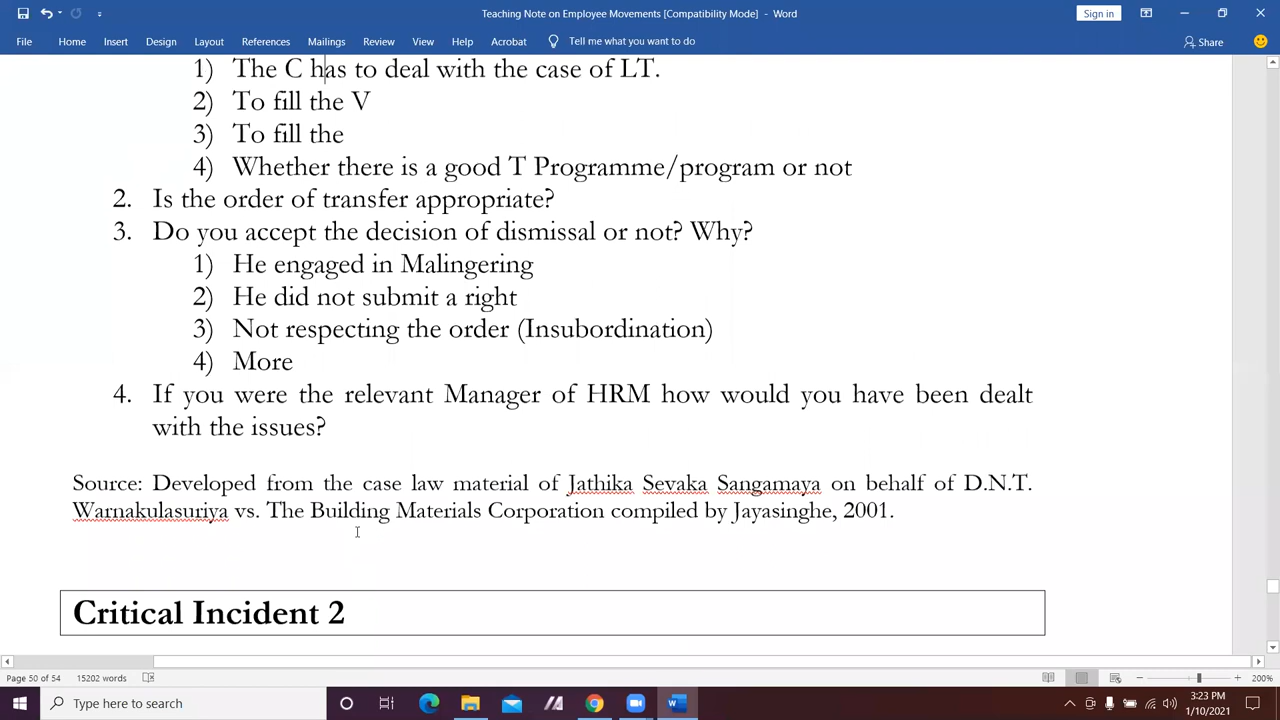 Teaching Note on Employee Movements [Compatibility Mode] - Word
Sign in
File Home Insert Design Layout References Mailings Review View Help Acrobat Tell me what you want to do Share
1) The C has to deal with the case of LT.
2) To fill the V
3) To fill the
4) Whether there is a good T Programme/program or not
2. Is the order of transfer appropriate?
3. Do you accept the decision of dismissal or not? Why?
1) He engaged in Malingering
2) He did not submit a right
3) Not respecting the order (Insubordination)
4) More
4. If you were the relevant Manager of HRM how would you have been dealt
with the issues?
Source: Developed from the case law material of Jathika Sevaka Sangamaya on behalf of D.N.T.
Warnakulasuriya vs. The Building Materials Corporation compiled by Jayasinghe, 2001.
Critical Incident 2
Page 50 of 54 15202 words 200%
Type here to search
3:23 PM
1/10/2021